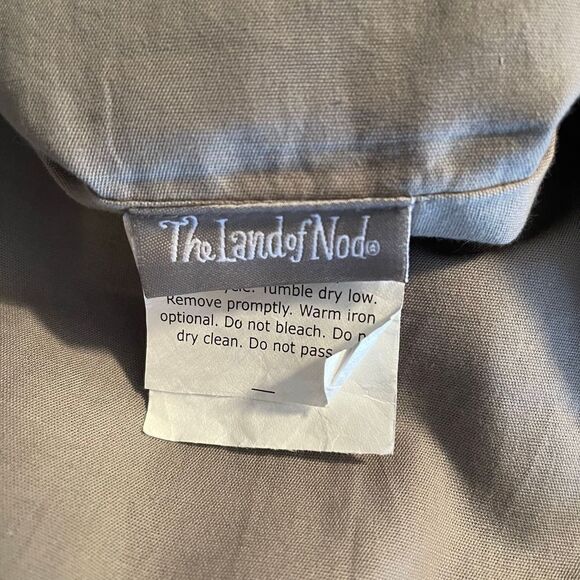 The Land of Nod®
Tumble dry low.
Remove promptly. Warm iron
optional. Do not bleach. Do
dry clean. Do not pass